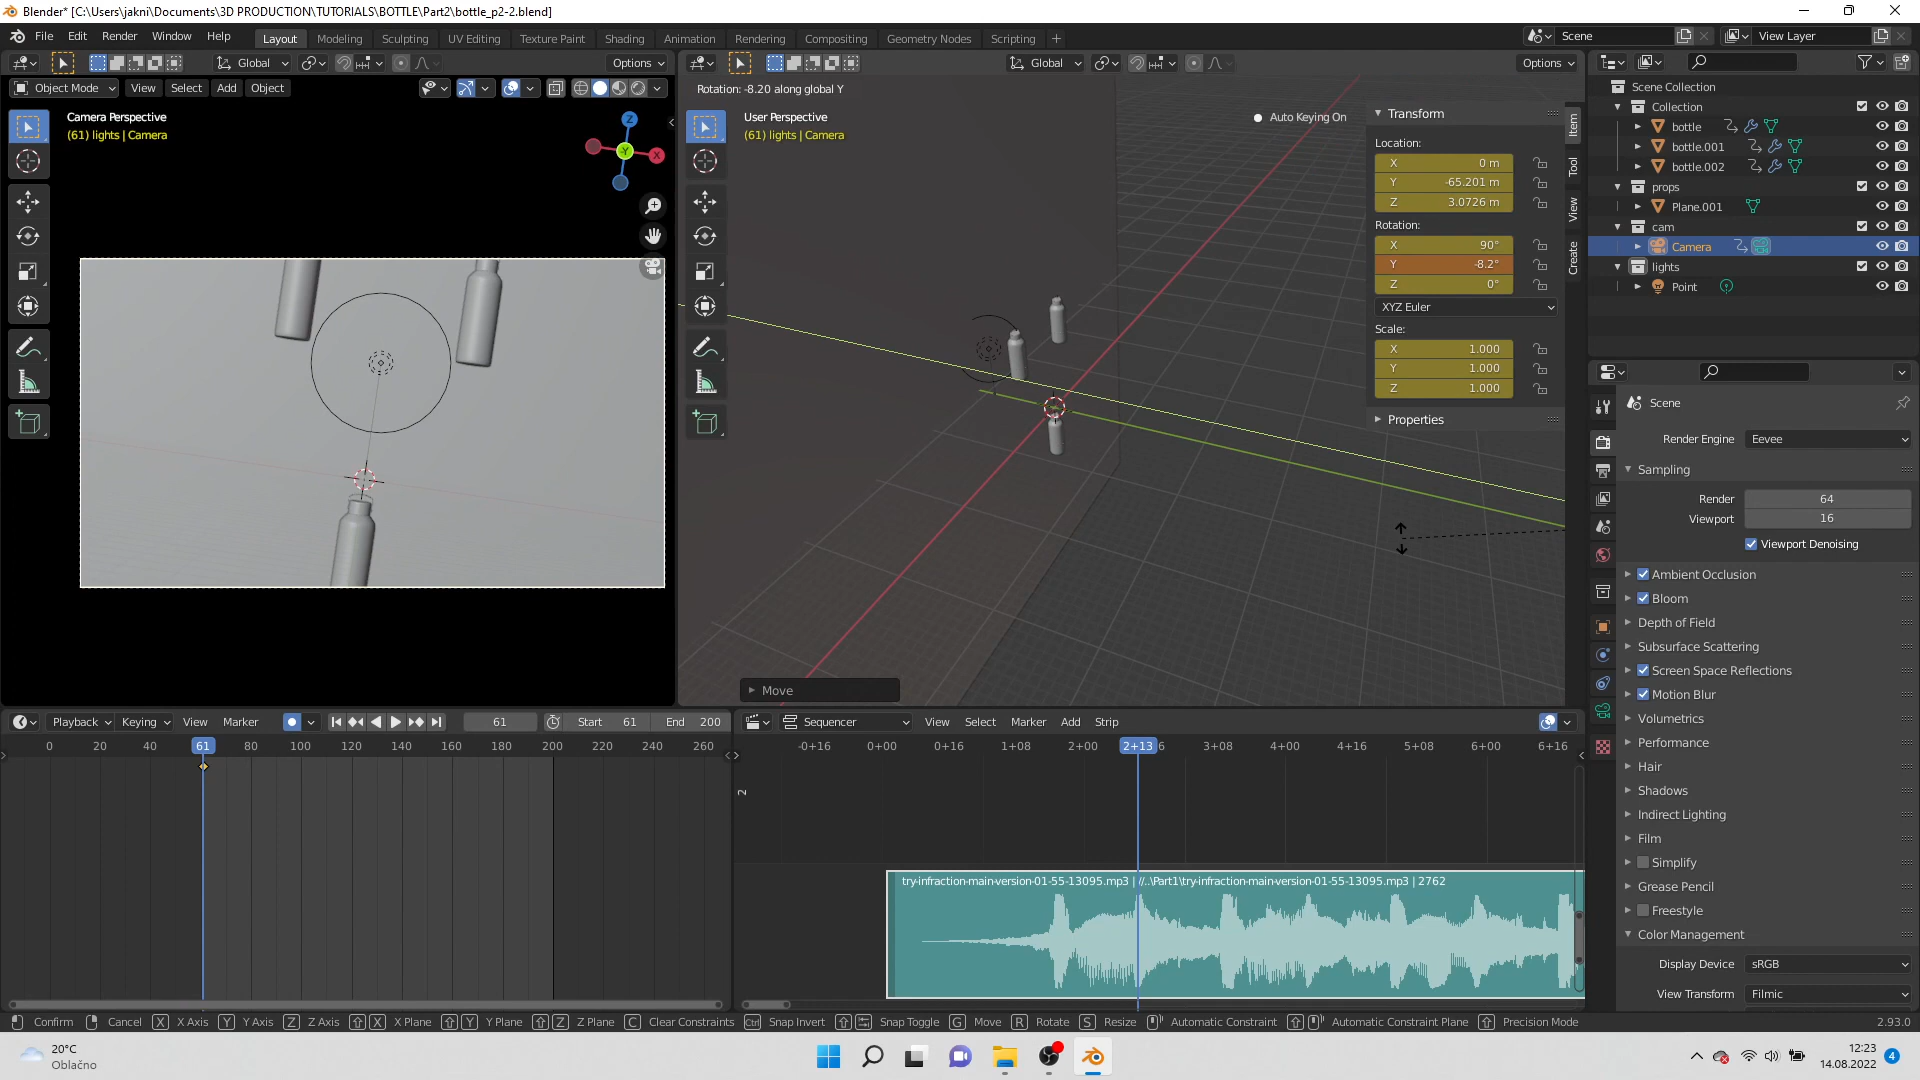 Blender* [C:\Users\jakni\Documents\3D PRODUCTION\TUTORIALS\BOTTLE\Part2\bottle_p2-2.blend]
File Edit Render Window Help Layout Modeling Sculpting UV Editing Texture Paint Shading Animation Rendering Compositing Geometry Nodes Scripting + Scene View Layer
Global Options Global Options
Object Mode View Select Add Object
Rotation: -8.20 along global Y
Camera Perspective
(61) lights | Camera
Z
Y
X
User Perspective
(61) lights | Camera
Auto Keying On
Transform
Location:
X 0 m
Y -65.201 m
Z 3.0726 m
Rotation:
X 90°
Y -8.2°
Z 0°
XYZ Euler
Scale:
X 1.000
Y 1.000
Z 1.000
Properties
Item
Tool
View
Create
Move
Scene Collection
Collection
bottle
bottle.001
bottle.002
props
Plane.001
cam
Camera
lights
Point
Scene
Render Engine Eevee
Sampling
Render 64
Viewport 16
Viewport Denoising
Ambient Occlusion
Bloom
Depth of Field
Subsurface Scattering
Screen Space Reflections
Motion Blur
Volumetrics
Performance
Hair
Shadows
Indirect Lighting
Film
Simplify
Grease Pencil
Freestyle
Color Management
Display Device sRGB
View Transform Filmic
Playback Keying View Marker 61 Start 61 End 200
0 20 40 61 80 100 120 140 160 180 200 220 240 260
Sequencer View Select Marker Add Strip
-0+16 0+00 0+16 1+08 2+00 2+13 6 3+08 4+00 4+16 5+08 6+00 6+16
2
try-infraction-main-version-01-55-13095.mp3 | //..\Part1\try-infraction-main-version-01-55-13095.mp3 | 2762
Confirm Cancel X X Axis Y Y Axis Z Z Axis X X Plane Y Y Plane Z Z Plane C Clear Constraints Ctrl Snap Invert Snap Toggle G Move R Rotate S Resize Automatic Constraint Automatic Constraint Plane Precision Mode 2.93.0
20°C
Oblačno
12:23
14.08.2022
4